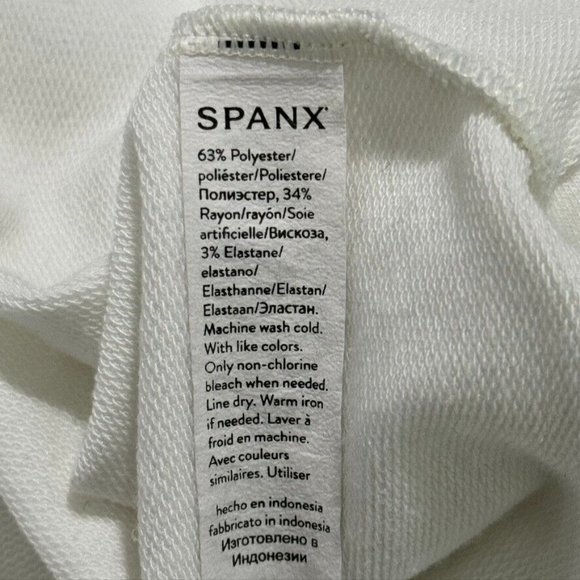 SPANX
63% Polyester/
poliéster/Poliestere/
Полиэстер, 34%
Rayon/rayón/Soie
artificielle/Вискоза,
3% Elastane/
elastano/
Elasthanne/Elastan/
Elastaan/Эластан.
Machine wash cold.
With like colors.
Only non-chlorine
bleach when needed.
Line dry. Warm iron
if needed. Laver à
froid en machine.
Avec couleurs
similaires. Utiliser
hecho en indonesia
fabbricato in indonesia
Изготовлено в
Индонезии